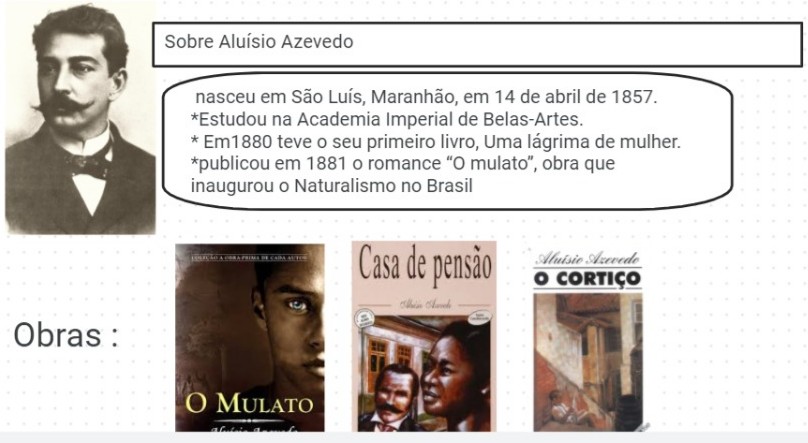 Sobre Aluísio Azevedo
nasceu em São Luís, Maranhão, em 14 de abril de 1857.
*Estudou na Academia Imperial de Belas-Artes.
* Em1880 teve o seu primeiro livro, Uma lágrima de mulher.
*publicou em 1881 o romance “O mulato”, obra que
inaugurou o Naturalismo no Brasil
Obras :
COLEÇÃO A OBRA-PRIMA DE CADA AUTOR
O MULATO
Aluísio Azevedo
Casa de pensão
Aluísio Azevedo
Aluísio Azevedo
O CORTIÇO